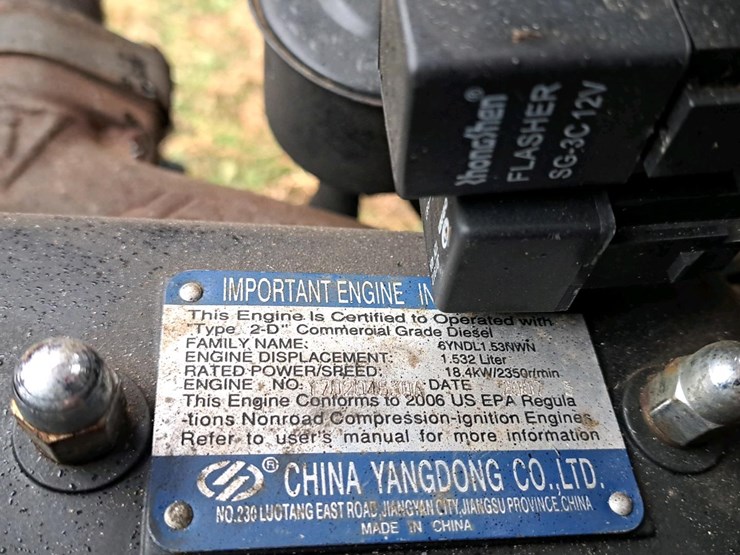 Zhonshen®
FLASHER
SG-3C 12V
IMPORTANT ENGINE
This Engine Is Certified to Operated with
"Type 2-D" Commercial Grade Diesel
FAMILY NAME: 6YNDL1.53NWN
ENGINE DISPLACEMENT: 1.532 Liter
RATED POWER/SPEED: 18.4KW/2350r/min
ENGINE NO: DATE
This Engine Conforms to 2006 US EPA Regula
-tions Nonroad Compression-ignition Engines
Refer to user's manual for more information
® CHINA YANGDONG CO.,LTD.
NO.230 LUOTANG EAST ROAD,JIANGYAN CITY,JIANGSU PROVINCE.CHINA
MADE IN CHINA